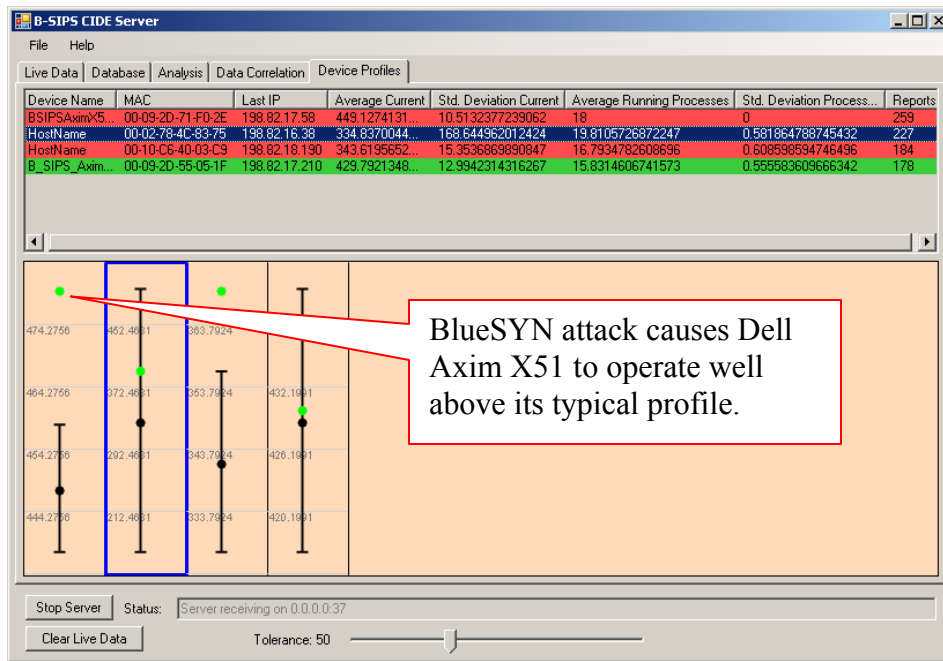 B-SIPS CIDE Server
File Help
Live Data Database Analysis Data Correlation Device Profiles
Device Name MAC Last IP Average Current Std. Deviation Current Average Running Processes Std. Deviation Process... Reports
BSIPSAximX5... 00-09-2D-71-F0-2E 198.82.17.58 449.1274131... 10.5132377239062 18 0 259
HostName 00-02-78-4C-83-75 198.82.16.38 334.8370044... 168.644962012424 19.8105726872247 0.581864788745432 227
HostName 00-10-C6-40-03-C9 198.82.18.190 343.6195652... 15.3536869890847 16.7934782608696 0.608598594746496 184
B_SIPS_Axim... 00-09-2D-55-05-1F 198.82.17.210 429.7921348... 12.9942314316267 15.8314606741573 0.555583609666342 178
474.2756 452.4631 363.7924
464.2756 372.4631 353.7924 432.1991
454.2756 292.4631 343.7924 426.1991
444.2756 212.4631 333.7924 420.1991
BlueSYN attack causes Dell
Axim X51 to operate well
above its typical profile.
Stop Server Status: Server receiving on 0.0.0.0:37
Clear Live Data Tolerance: 50